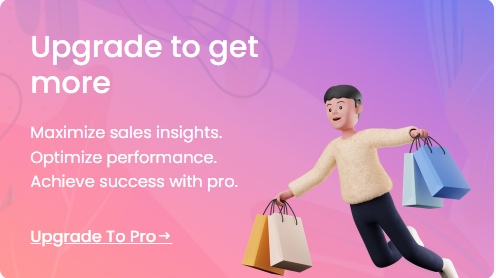 Upgrade to get
more
Maximize sales insights.
Optimize performance.
Achieve success with pro.
Upgrade To Pro→